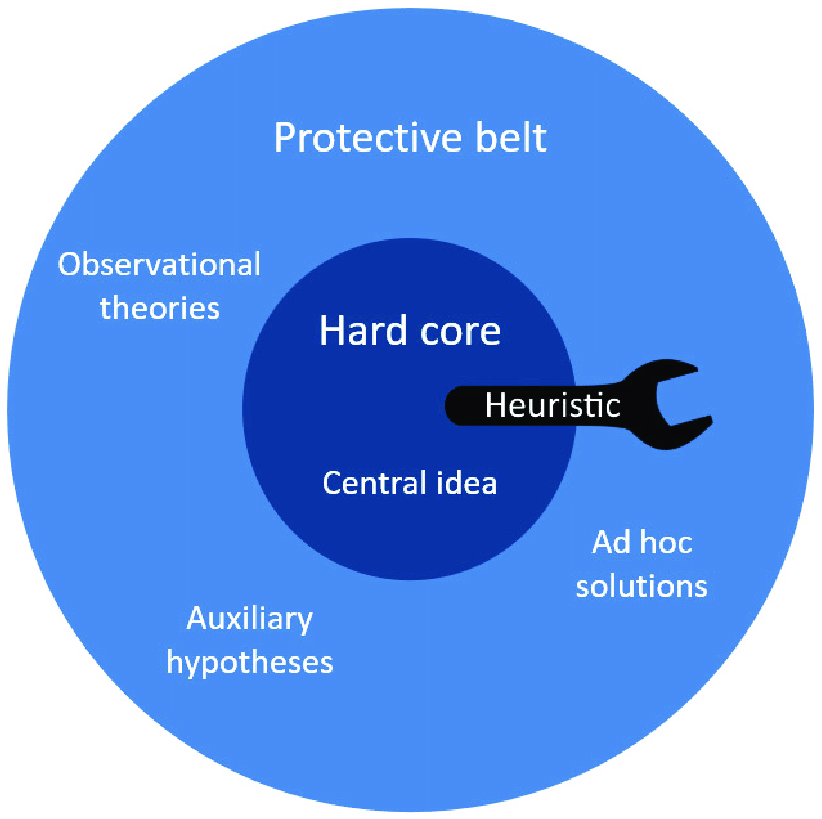 Protective belt
Observational
theories
Hard core
Heuristic
Central idea
Ad hoc
solutions
Auxiliary
hypotheses